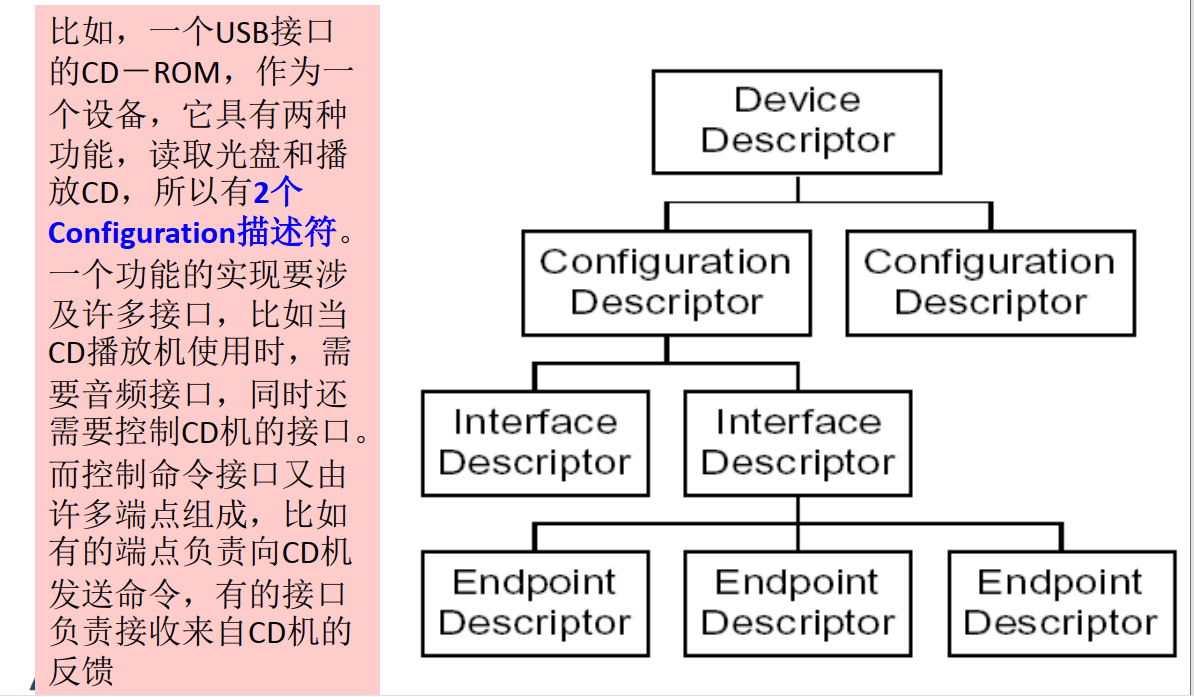 比如，一个USB接口
的CD－ROM，作为一
个设备，它具有两种
功能，读取光盘和播
放CD，所以有2个
Configuration描述符。
一个功能的实现要涉
及许多接口，比如当
CD播放机使用时，需
要音频接口，同时还
需要控制CD机的接口。
而控制命令接口又由
许多端点组成，比如
有的端点负责向CD机
发送命令，有的接口
负责接收来自CD机的
反馈
Device
Descriptor
Configuration
Descriptor
Configuration
Descriptor
Interface
Descriptor
Interface
Descriptor
Endpoint
Descriptor
Endpoint
Descriptor
Endpoint
Descriptor